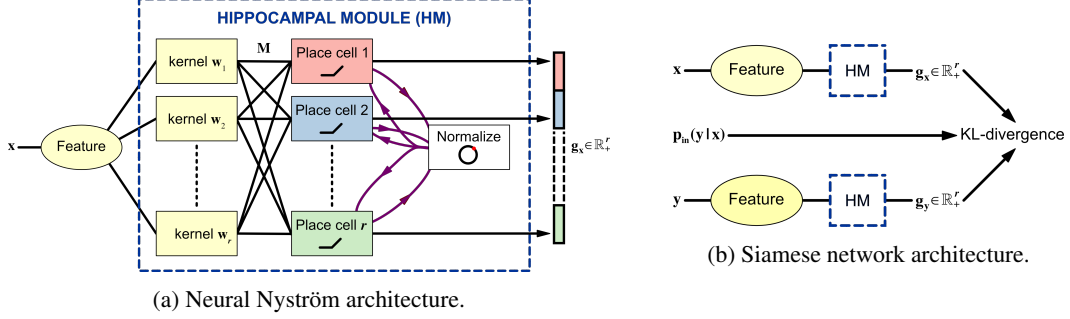 HIPPOCAMPAL MODULE (HM)
x
Feature
kernel w₁
kernel w₂
kernel wᵣ
M
Place cell 1
Place cell 2
Place cell r
Normalize
gₓ∈ℝ₊ʳ
(a) Neural Nyström architecture.
x
Feature
HM
gₓ∈ℝ₊ʳ
pᵢₙ(y|x)
KL-divergence
y
Feature
HM
g_y∈ℝ₊ʳ
(b) Siamese network architecture.